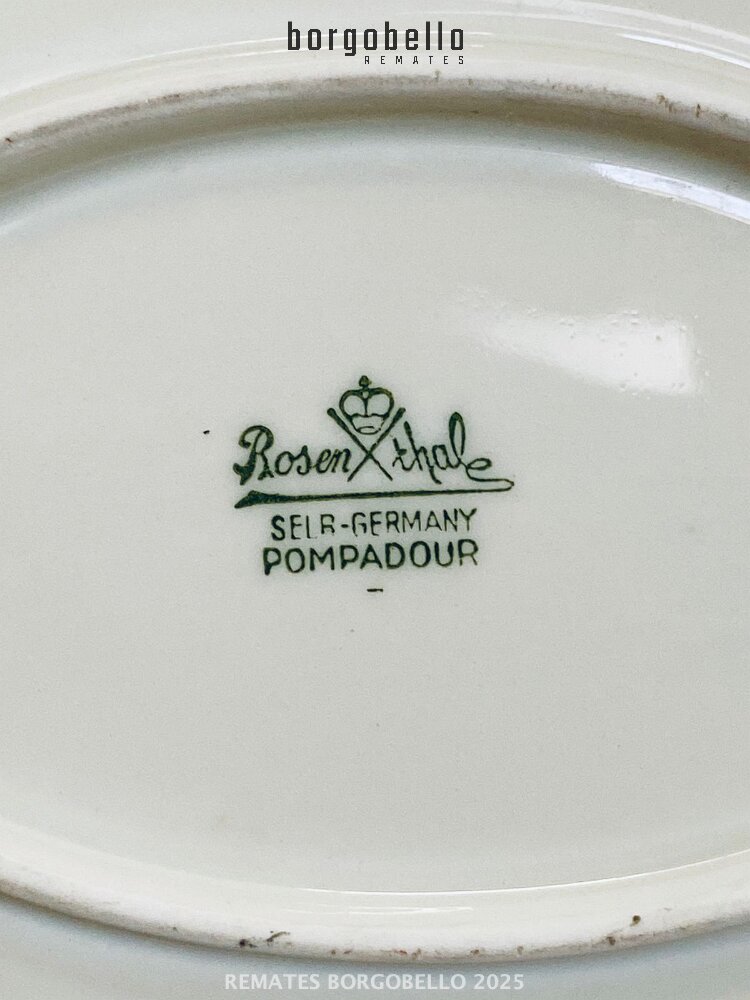 borgobello
REMATES
Rosenthal
SELB-GERMANY
POMPADOUR
REMATES BORGOBELLO 2025